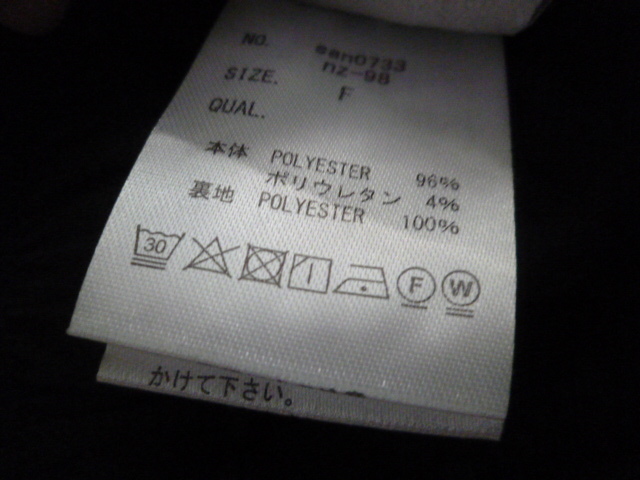 NO. san0733
nz-98
SIZE. F
QUAL.
本体 POLYESTER 96%
ポリウレタン 4%
裏地 POLYESTER 100%
30 F W
かけて下さい。